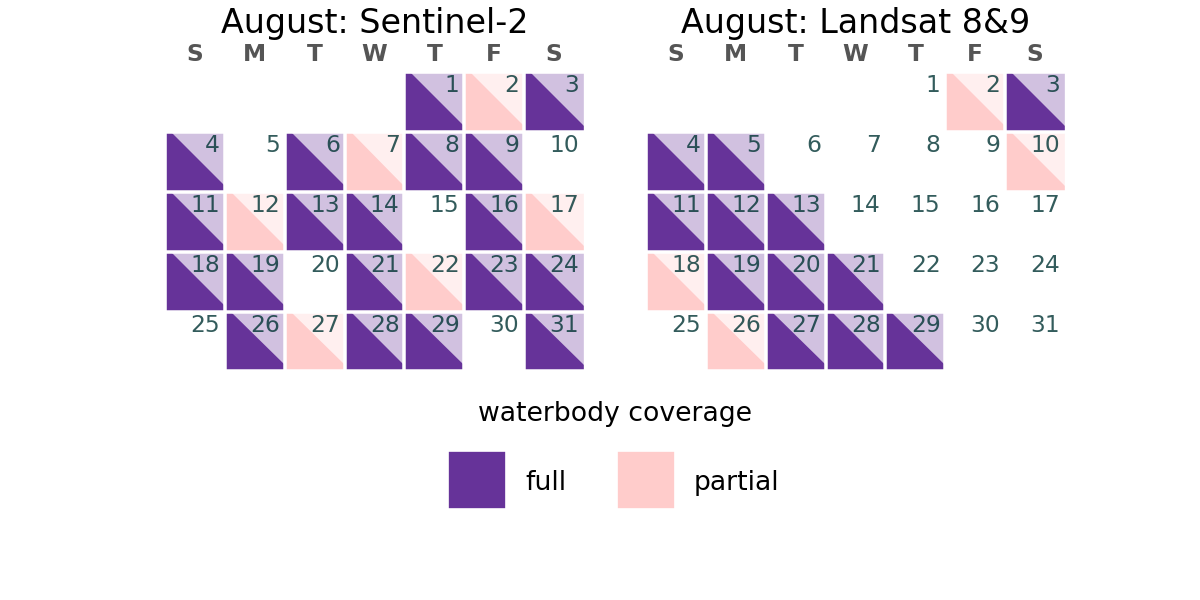 August: Sentinel-2
S M T W T F S
1 2 3
4 5 6 7 8 9 10
11 12 13 14 15 16 17
18 19 20 21 22 23 24
25 26 27 28 29 30 31
August: Landsat 8&9
S M T W T F S
1 2 3
4 5 6 7 8 9 10
11 12 13 14 15 16 17
18 19 20 21 22 23 24
25 26 27 28 29 30 31
waterbody coverage
full partial